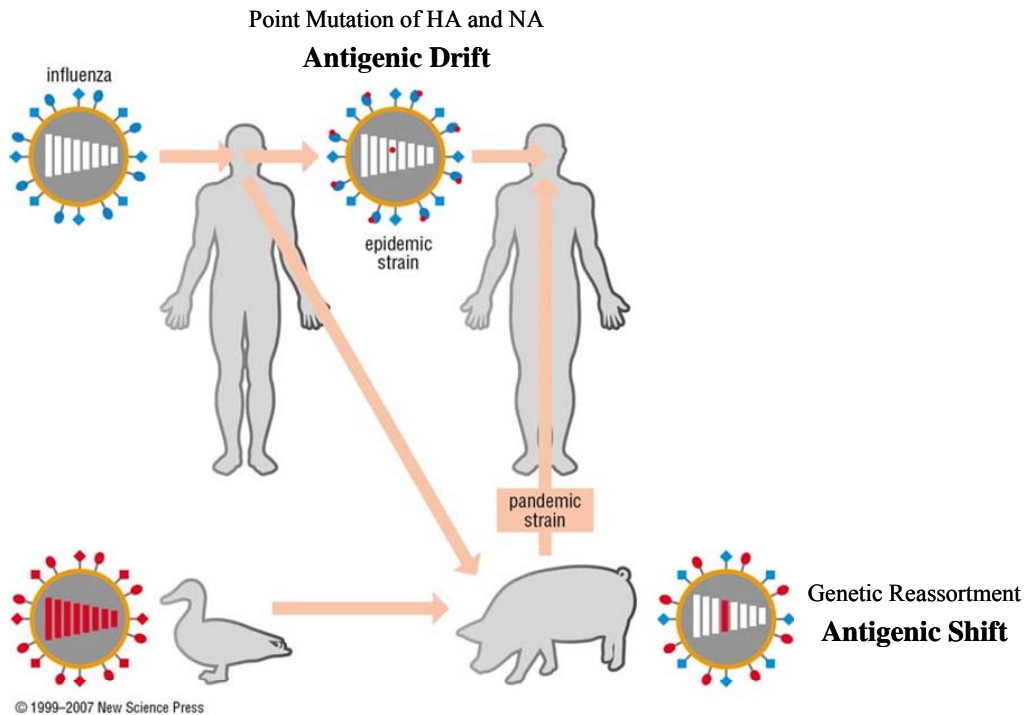 Point Mutation of HA and NA
Antigenic Drift
influenza
epidemic
strain
pandemic
strain
Genetic Reassortment
Antigenic Shift
© 1999–2007 New Science Press